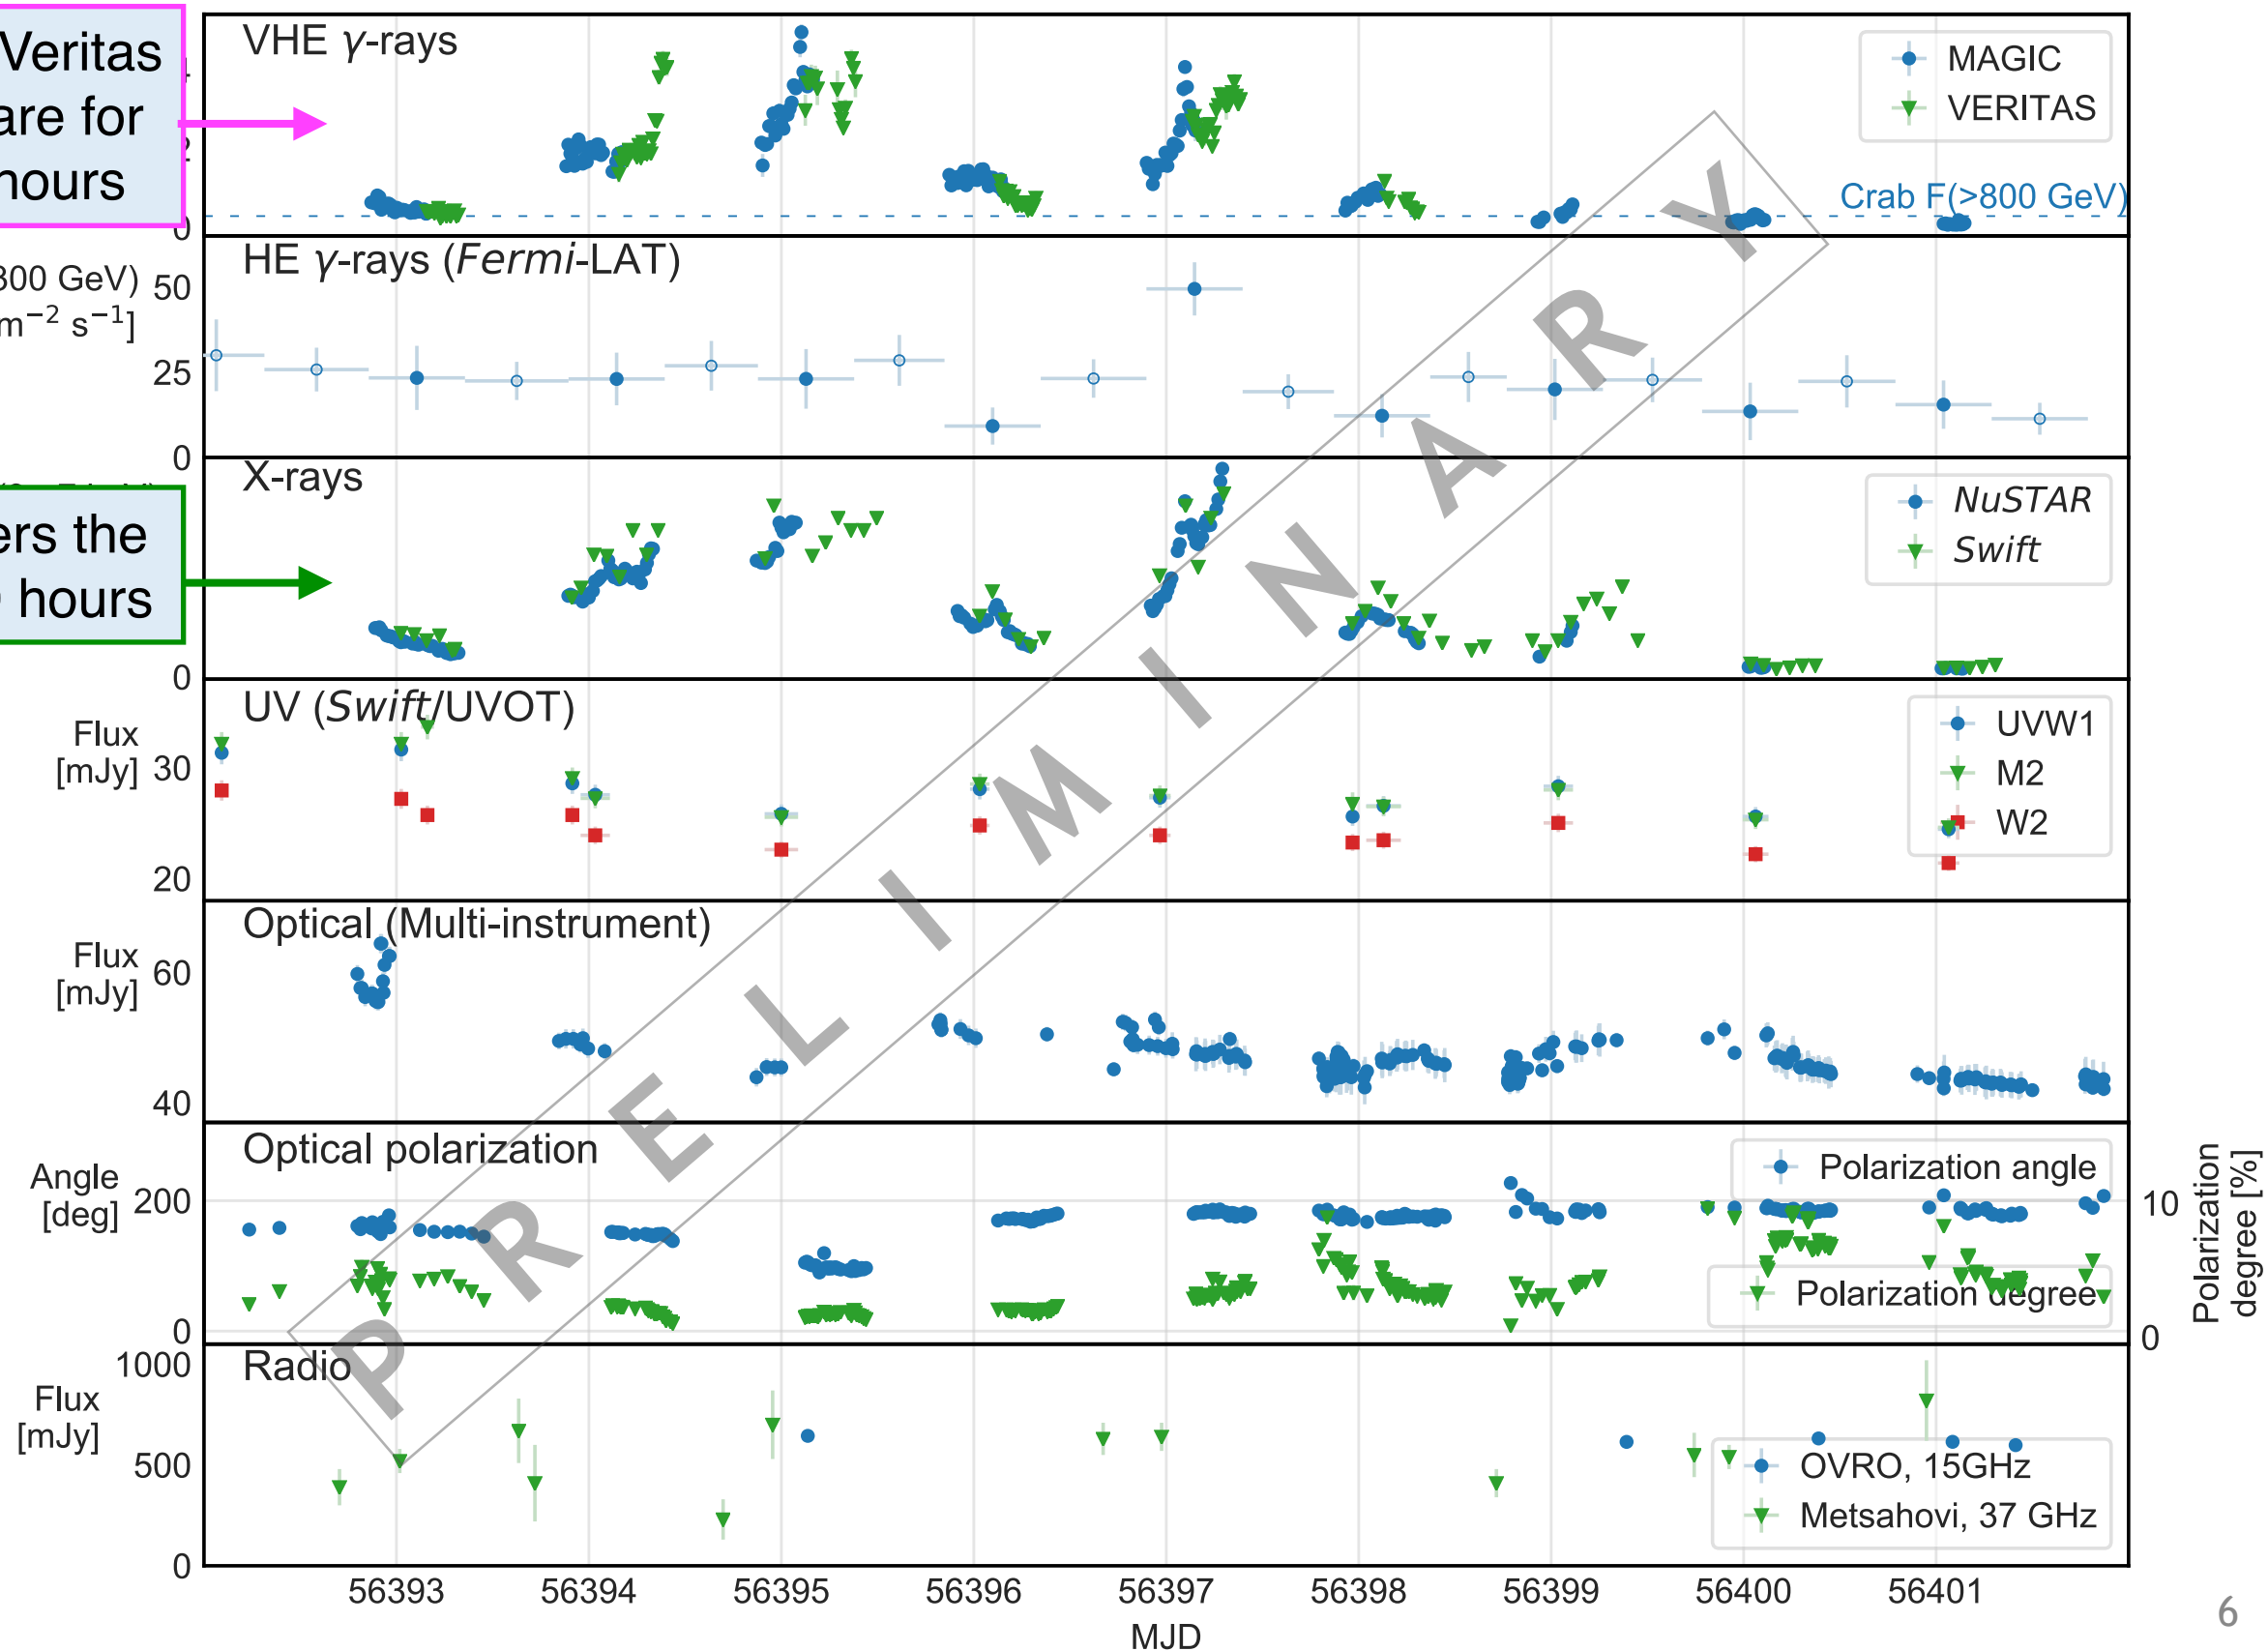 Veritas
are for
hours
VHE γ-rays
MAGIC
VERITAS
Crab F(>800 GeV)
2
0
HE γ-rays (Fermi-LAT)
800 GeV)
m⁻² s⁻¹]
50
25
0
X-rays
ers the
hours
NuSTAR
Swift
0
UV (Swift/UVOT)
Flux
[mJy]
30
20
UVW1
M2
W2
Optical (Multi-instrument)
Flux
[mJy]
60
40
Optical polarization
Angle
[deg]
200
0
Polarization angle
Polarization degree
10
0
Polarization
degree [%]
Radio
Flux
[mJy]
1000
500
0
OVRO, 15GHz
Metsahovi, 37 GHz
56393 56394 56395 56396 56397 56398 56399 56400 56401
MJD
PRELIMINARY
6